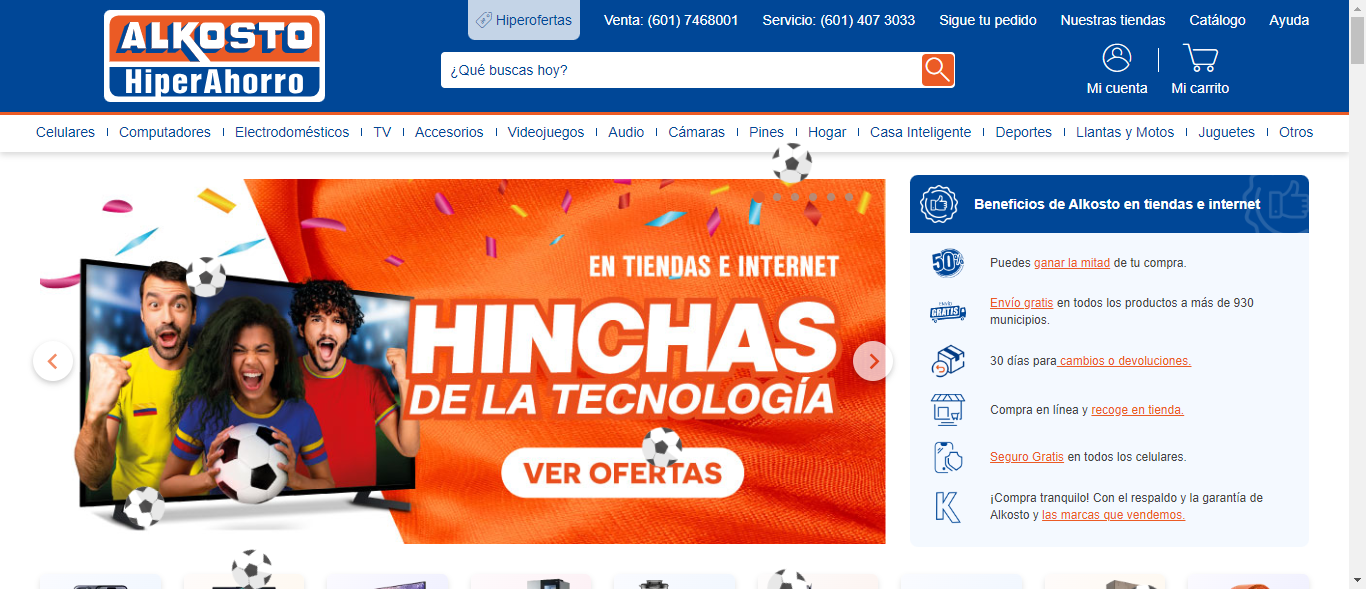 ALKOSTO
HiperAhorro
Hiperofertas Venta: (601) 7468001 Servicio: (601) 407 3033 Sigue tu pedido Nuestras tiendas Catálogo Ayuda
¿Qué buscas hoy?
Mi cuenta Mi carrito
Celulares Computadores Electrodomésticos TV Accesorios Videojuegos Audio Cámaras Pines Hogar Casa Inteligente Deportes Llantas y Motos Juguetes Otros
EN TIENDAS E INTERNET
HINCHAS
DE LA TECNOLOGÍA
VER OFERTAS
Beneficios de Alkosto en tiendas e internet
50%
Puedes ganar la mitad de tu compra.
ENVÍO
GRATIS
Envío gratis en todos los productos a más de 930
municipios.
30 días para cambios o devoluciones.
Compra en línea y recoge en tienda.
Seguro Gratis en todos los celulares.
K
¡Compra tranquilo! Con el respaldo y la garantía de
Alkosto y las marcas que vendemos.